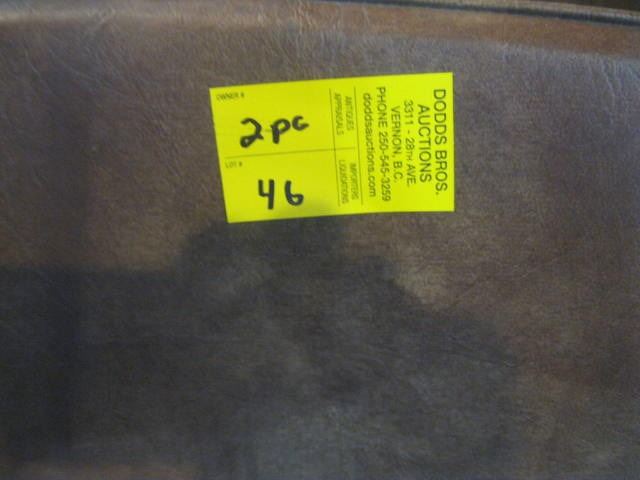 DODDS BROS.
AUCTIONS
3311 - 28TH AVE.
VERNON, B.C.
PHONE 250-545-3259
doddsauctions.com
ANTIQUES
APPRAISALS
IMPORTERS
LIQUIDATIONS
OWNER #
2pc
LOT #
46